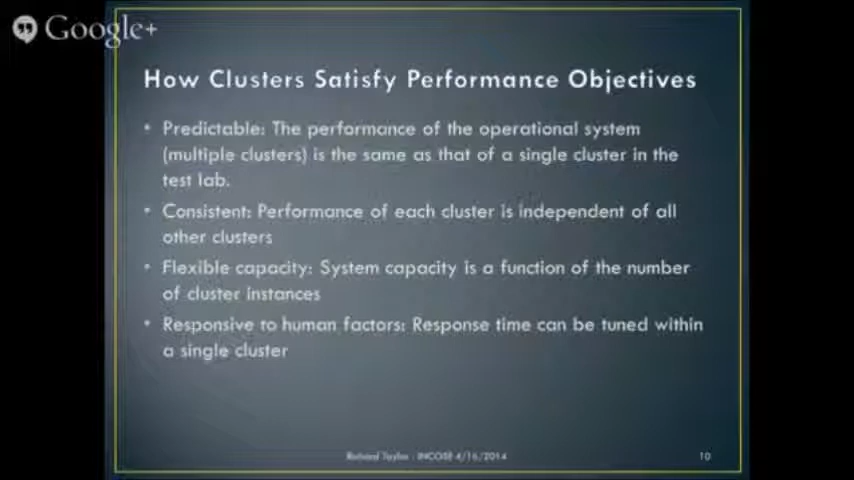 Google+
How Clusters Satisfy Performance Objectives
• Predictable: The performance of the operational system
(multiple clusters) is the same as that of a single cluster in the
test lab.
• Consistent: Performance of each cluster is independent of all
other clusters
• Flexible capacity: System capacity is a function of the number
of cluster instances
• Responsive to human factors: Response time can be tuned within
a single cluster
Richard Taylor - INCOSE 4/16/2014
10